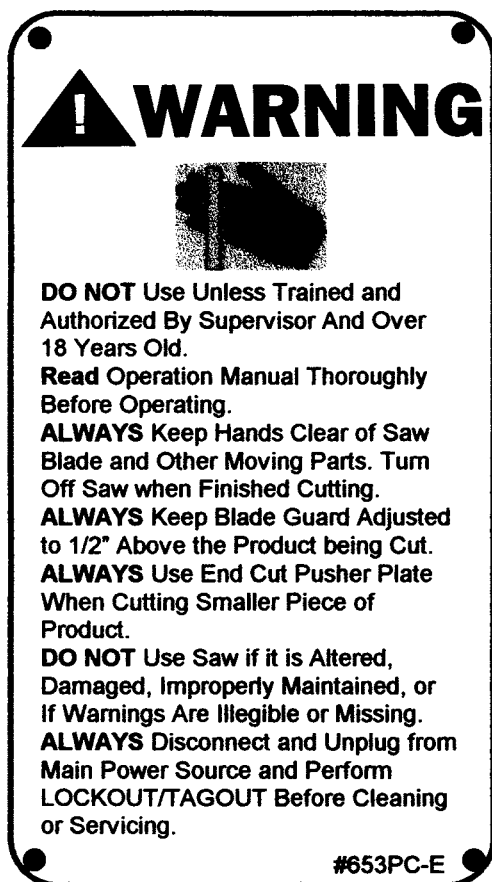 ! WARNING
DO NOT Use Unless Trained and
Authorized By Supervisor And Over
18 Years Old.
Read Operation Manual Thoroughly
Before Operating.
ALWAYS Keep Hands Clear of Saw
Blade and Other Moving Parts. Turn
Off Saw when Finished Cutting.
ALWAYS Keep Blade Guard Adjusted
to 1/2" Above the Product being Cut.
ALWAYS Use End Cut Pusher Plate
When Cutting Smaller Piece of
Product.
DO NOT Use Saw if it is Altered,
Damaged, Improperly Maintained, or
If Warnings Are Illegible or Missing.
ALWAYS Disconnect and Unplug from
Main Power Source and Perform
LOCKOUT/TAGOUT Before Cleaning
or Servicing.
#653PC-E